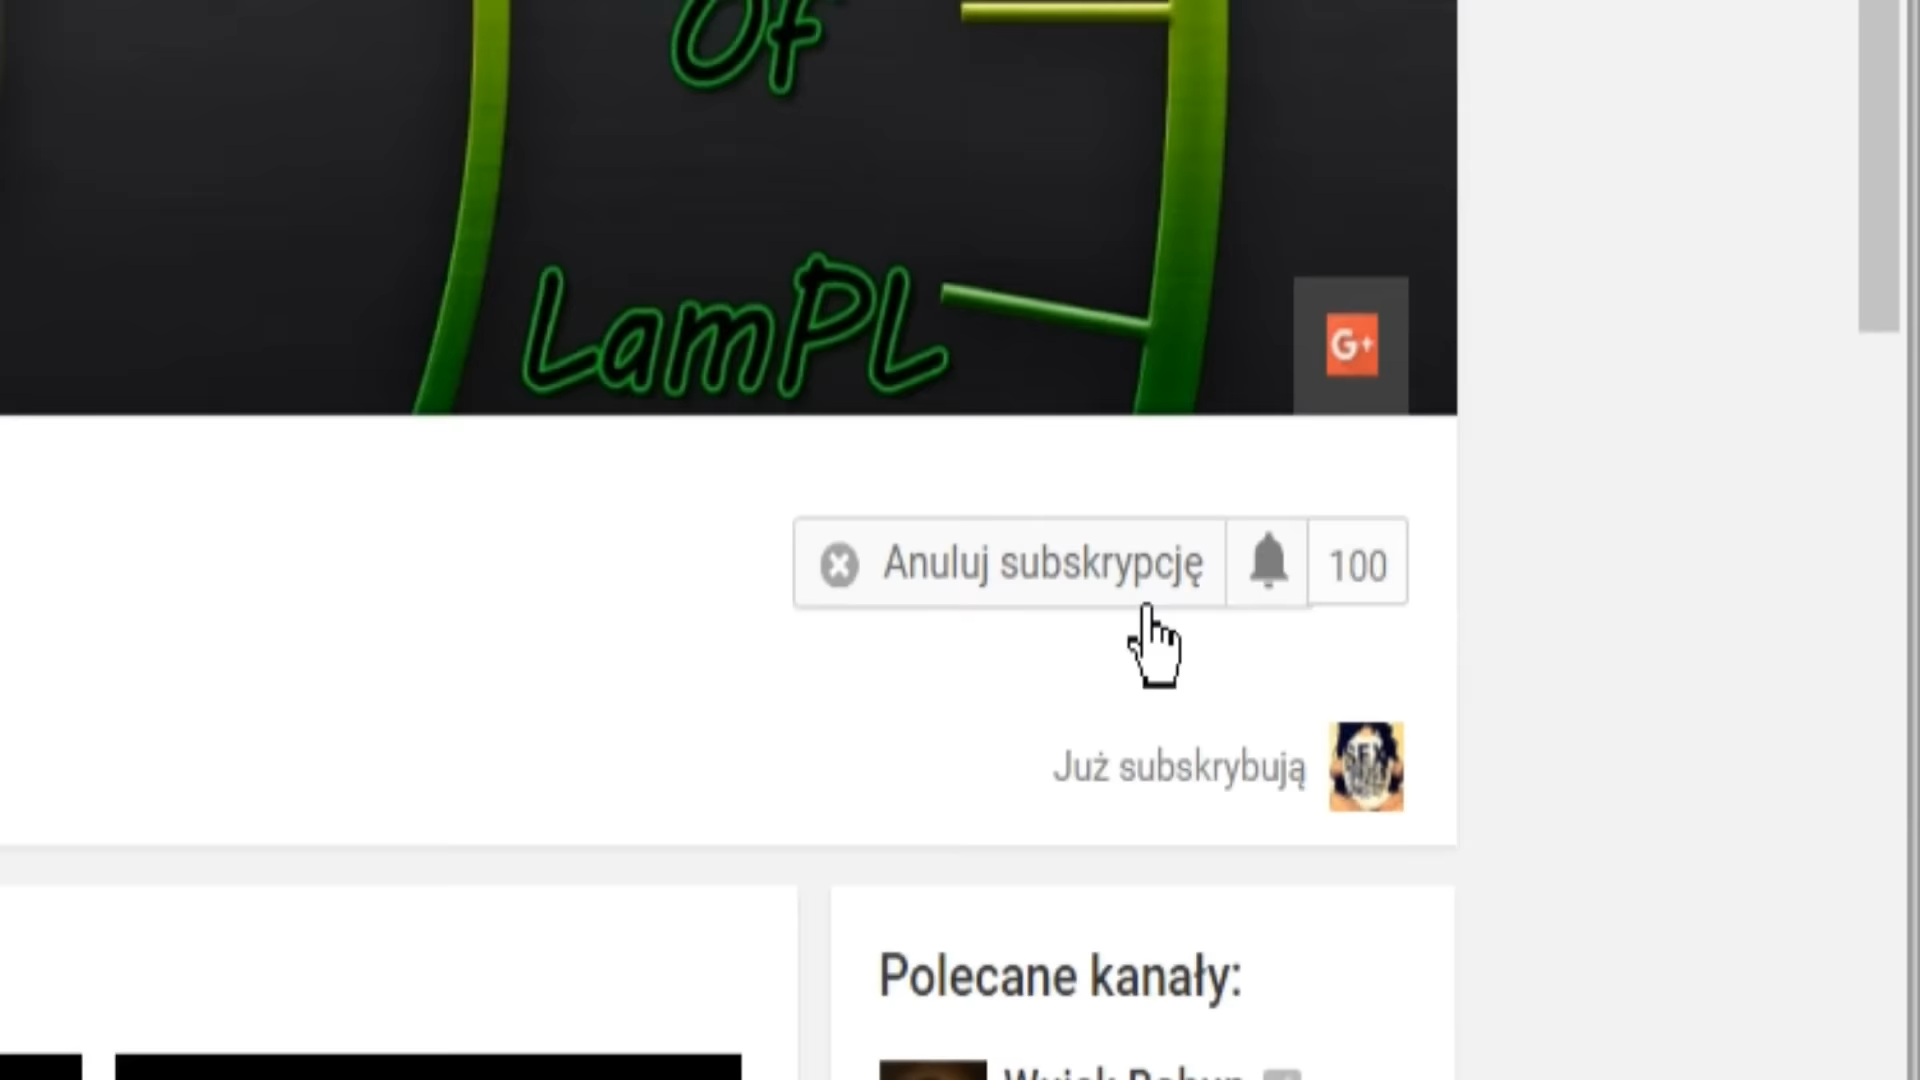 Of
LamPL
G+
Anuluj subskrypcję
100
Już subskrybują
Polecane kanały: